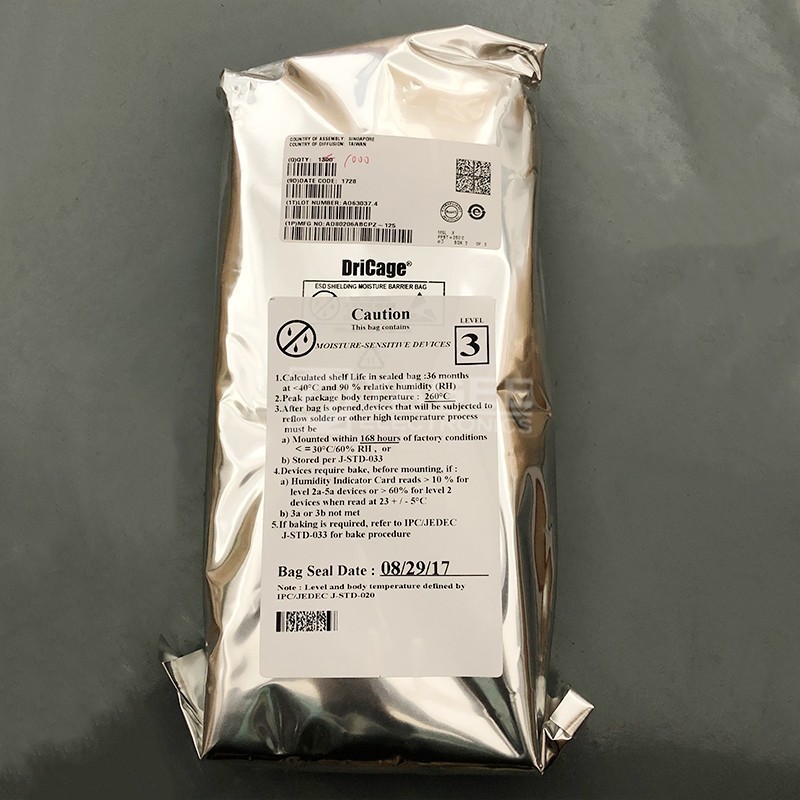 COUNTRY OF ASSEMBLY: SINGAPORE
COUNTRY OF DIFFUSION: TAIWAN
(Q)QTY: 1500 1000
(9D)DATE CODE: 1728
(1T)LOT NUMBER: AO63037.4
(1P)MFG NO: AD80206ABCPZ-125
MSL
BOX
OF
DriCage®
ESD SHIELDING MOISTURE BARRIER BAG
Caution
This bag contains
MOISTURE-SENSITIVE DEVICES
LEVEL
3
1.Calculated shelf Life in sealed bag :36 months
at <40°C and 90 % relative humidity (RH)
2.Peak package body temperature : 260°C
3.After bag is opened,devices that will be subjected to
reflow solder or other high temperature process
must be
a) Mounted within 168 hours of factory conditions
< =30°C/60% RH , or
b) Stored per J-STD-033
4.Devices require bake, before mounting, if :
a) Humidity Indicator Card reads > 10 % for
level 2a-5a devices or > 60% for level 2
devices when read at 23 + / - 5°C
b) 3a or 3b not met
5.If baking is required, refer to IPC/JEDEC
J-STD-033 for bake procedure
Bag Seal Date : 08/29/17
Note : Level and body temperature defined by
IPC/JEDEC J-STD-020